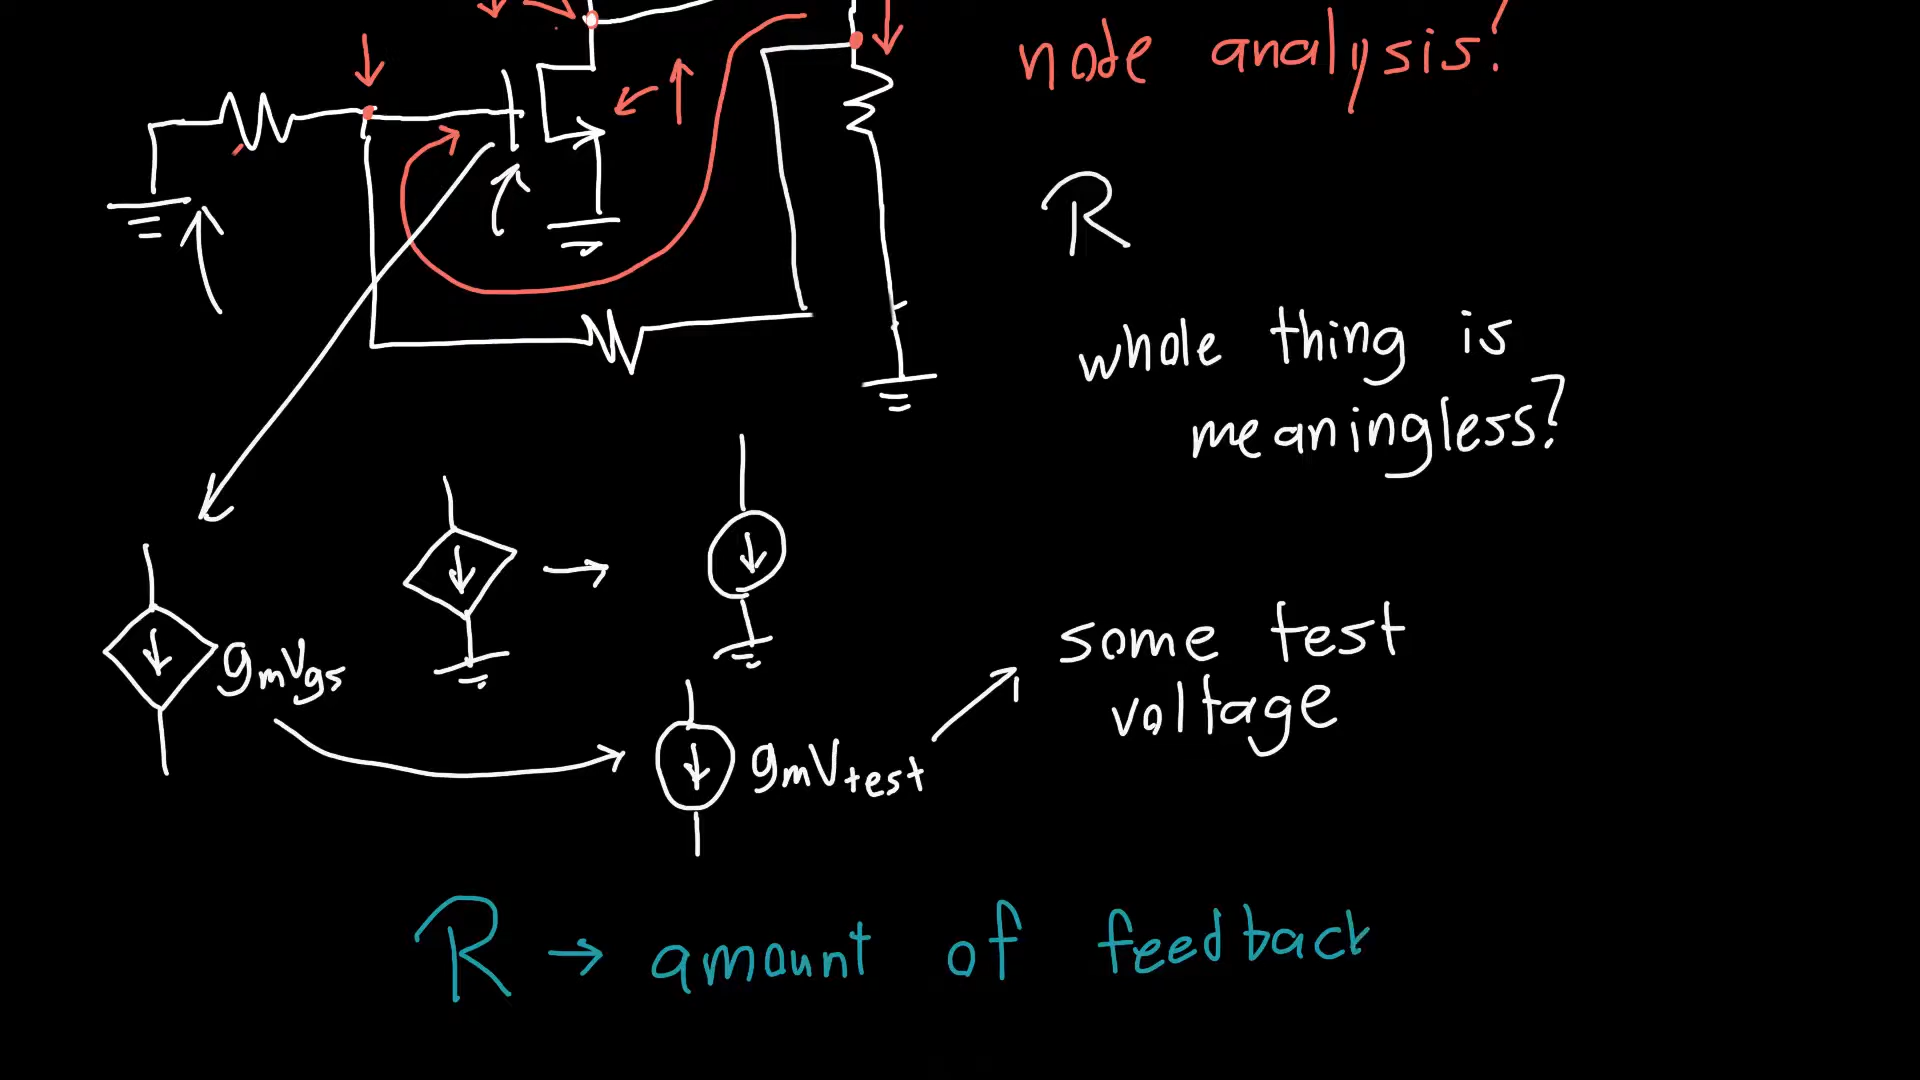 node analysis?
R
whole thing is
meaningless?
gmvgs
some test
voltage
gmVtest
R → amount of feedback